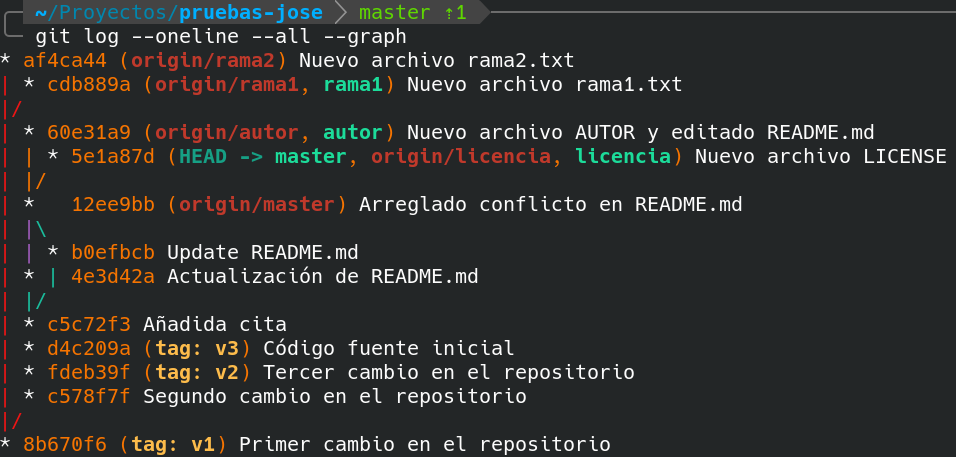 ~/Proyectos/pruebas-jose master ⇡1
git log --oneline --all --graph
* af4ca44 (origin/rama2) Nuevo archivo rama2.txt
| * cdb889a (origin/rama1, rama1) Nuevo archivo rama1.txt
|/
| * 60e31a9 (origin/autor, autor) Nuevo archivo AUTOR y editado README.md
| | * 5e1a87d (HEAD -> master, origin/licencia, licencia) Nuevo archivo LICENSE
| |/
| *   12ee9bb (origin/master) Arreglado conflicto en README.md
| |\
| | * b0efbcb Update README.md
| * | 4e3d42a Actualización de README.md
| |/
| * c5c72f3 Añadida cita
| * d4c209a (tag: v3) Código fuente inicial
| * fdeb39f (tag: v2) Tercer cambio en el repositorio
| * c578f7f Segundo cambio en el repositorio
|/
* 8b670f6 (tag: v1) Primer cambio en el repositorio